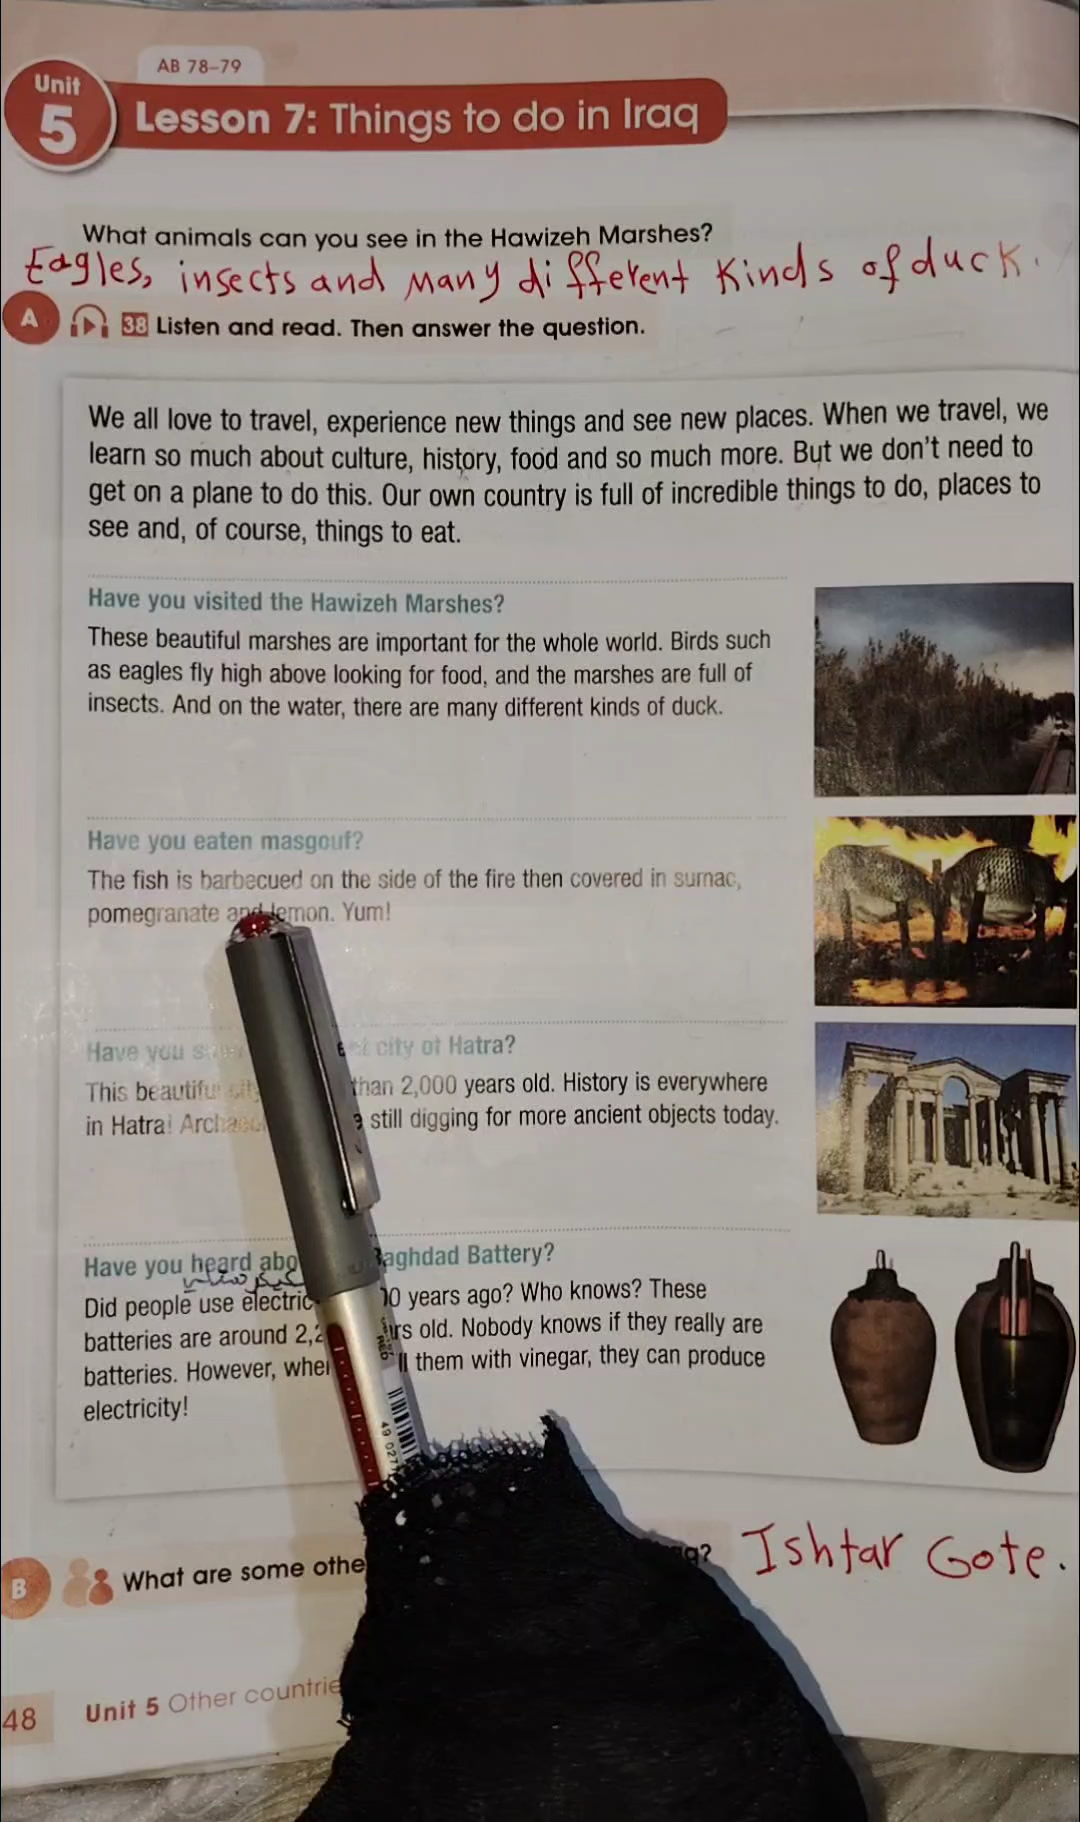 AB 78–79
Unit
5
Lesson 7: Things to do in Iraq
What animals can you see in the Hawizeh Marshes?
Eagles, insects and many different kinds of duck.
A 38 Listen and read. Then answer the question.
We all love to travel, experience new things and see new places. When we travel, we
learn so much about culture, history, food and so much more. But we don't need to
get on a plane to do this. Our own country is full of incredible things to do, places to
see and, of course, things to eat.
Have you visited the Hawizeh Marshes?
These beautiful marshes are important for the whole world. Birds such
as eagles fly high above looking for food, and the marshes are full of
insects. And on the water, there are many different kinds of duck.
Have you eaten masgouf?
The fish is barbecued on the side of the fire then covered in sumac,
pomegranate and lemon. Yum!
Have you city of Hatra?
This beautiful city than 2,000 years old. History is everywhere
in Hatra! still digging for more ancient objects today.
Have you heard Baghdad Battery?
Did people use years ago? Who knows? These
batteries are around old. Nobody knows if they really are
batteries. However, them with vinegar, they can produce
electricity!
B What are some Ishtar Gote.
48 Unit 5 Other